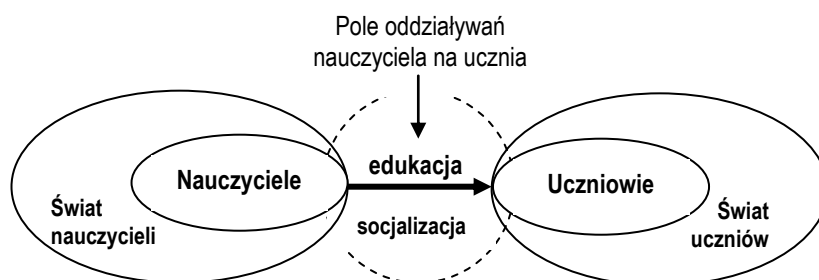 Pole oddziaływań
nauczyciela na ucznia
edukacja
Nauczyciele
Uczniowie
Świat
nauczycieli
socjalizacja
Świat
uczniów